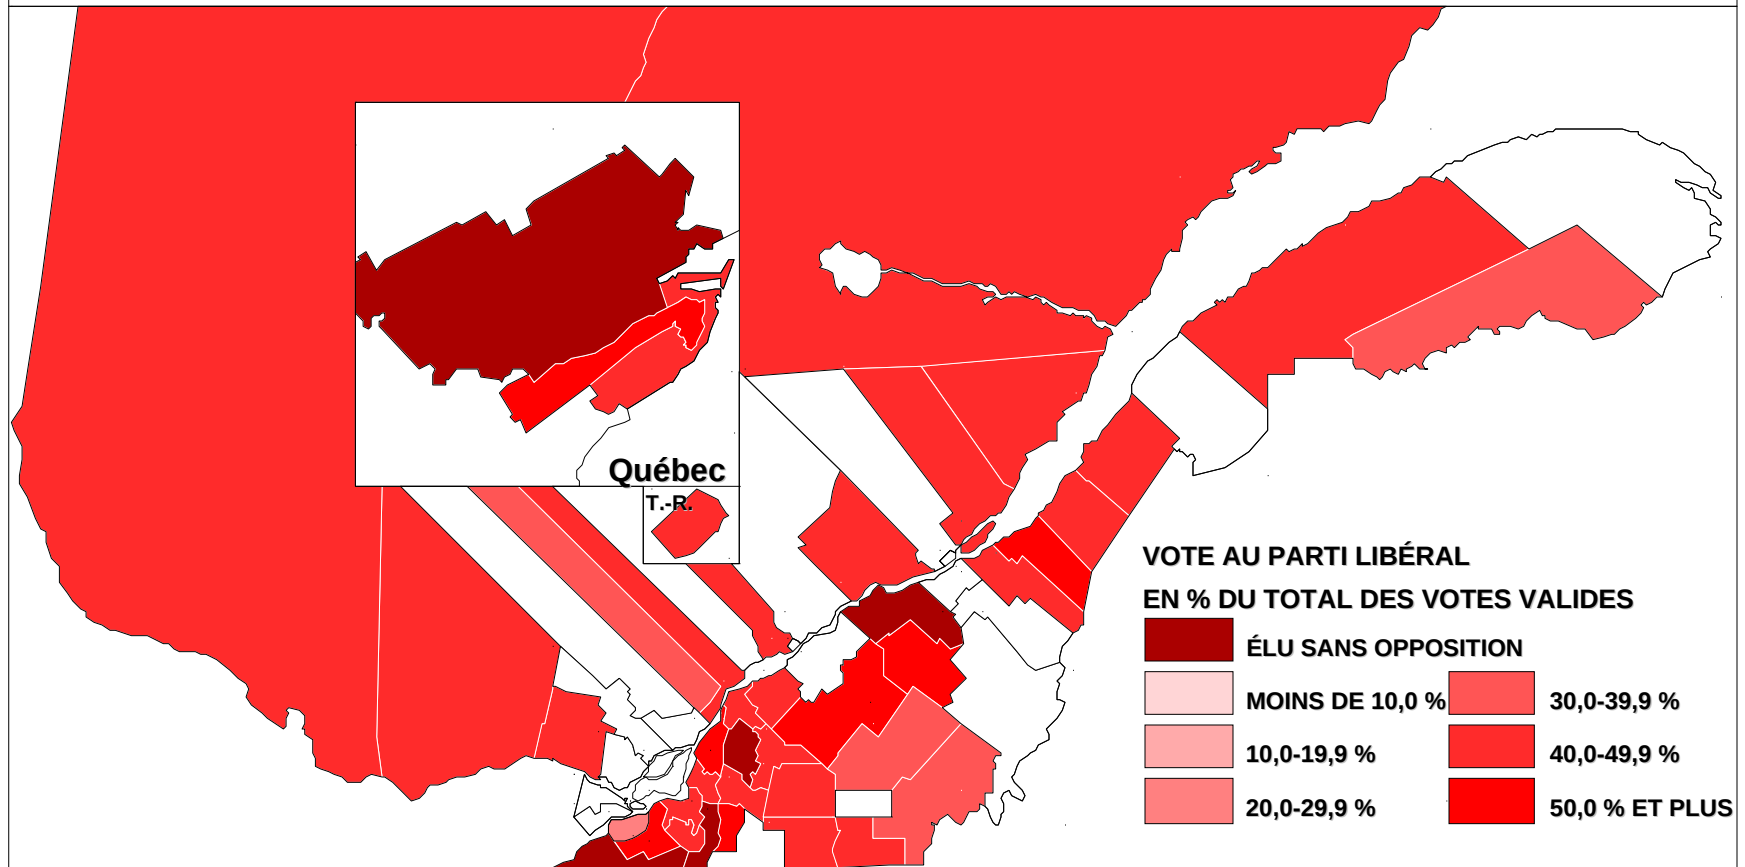 Québec
T.-R.
VOTE AU PARTI LIBÉRAL
EN % DU TOTAL DES VOTES VALIDES
ÉLU SANS OPPOSITION
MOINS DE 10,0 %
30,0-39,9 %
10,0-19,9 %
40,0-49,9 %
20,0-29,9 %
50,0 % ET PLUS